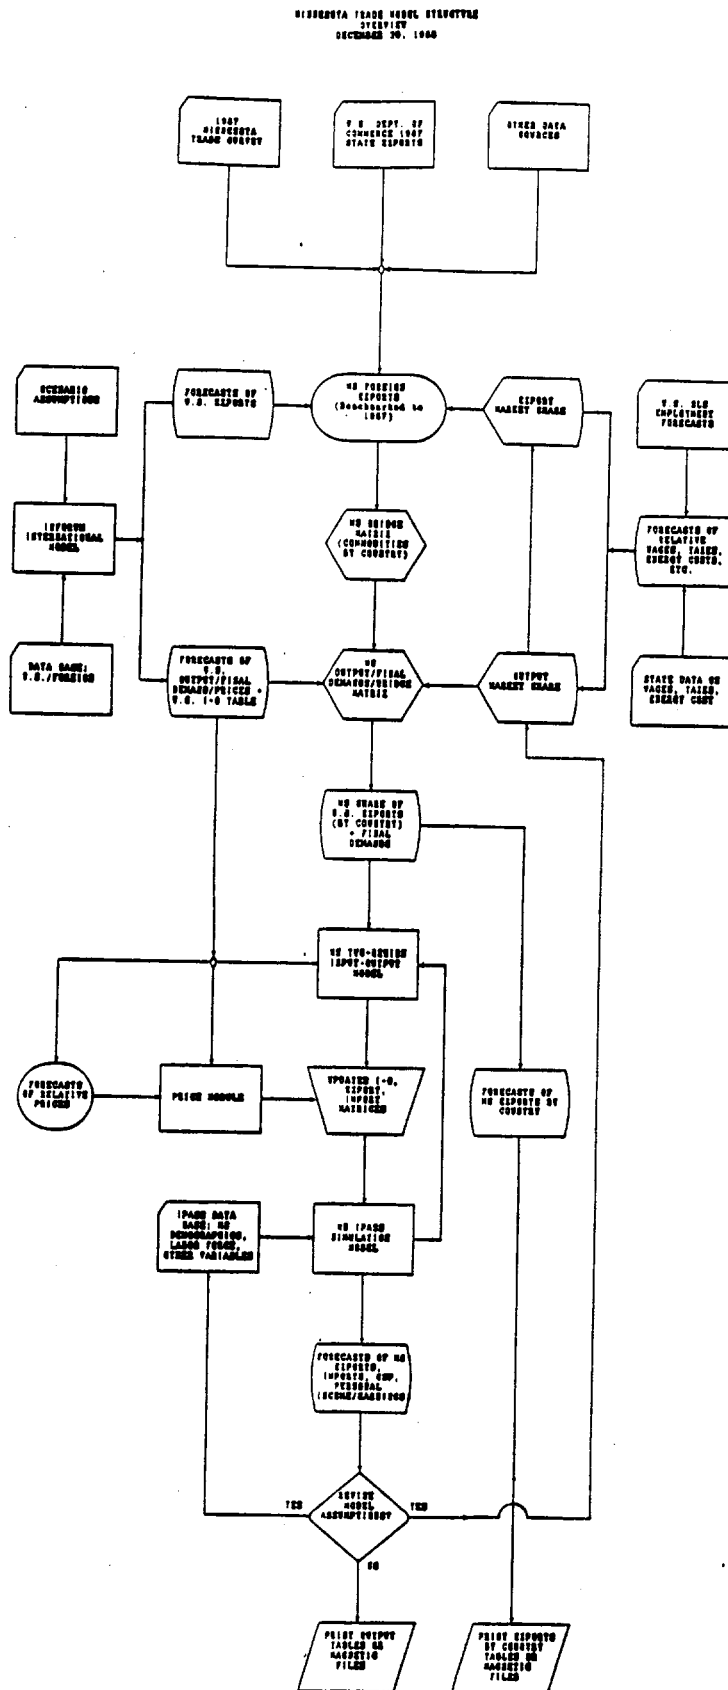 MINNESOTA TRADE MODEL STRUCTURE
OVERVIEW
DECEMBER 20, 1988
1987
MINNESOTA
TRADE SURVEY
U.S. DEPT. OF
COMMERCE 1987
STATE EXPORTS
OTHER DATA
SOURCES
SCENARIO
ASSUMPTIONS
FORECASTS OF
U.S. EXPORTS
MN FOREIGN
EXPORTS
(Benchmarked to
1987)
EXPORT
MARKET SHARE
U.S. BLS
EMPLOYMENT
FORECASTS
INFORUM
INTERNATIONAL
MODEL
MN BRIDGE
MATRIX
(COMMODITIES
BY COUNTRY)
FORECASTS OF
RELATIVE
WAGES, TAXES,
ENERGY COSTS,
ETC.
DATA BASE:
U.S./FOREIGN
FORECASTS OF
U.S.
OUTPUT/FINAL
DEMAND/PRICES +
U.S. I-O TABLE
MN
OUTPUT/FINAL
DEMAND/BRIDGE
MATRIX
OUTPUT
MARKET SHARE
STATE DATA ON
WAGES, TAXES,
ENERGY COST
MN SHARE OF
U.S. EXPORTS
(BY COUNTRY)
+ FINAL
DEMANDS
MN TWO-REGION
INPUT-OUTPUT
MODEL
FORECASTS
OF RELATIVE
PRICES
PRICE MODULE
UPDATED I-O,
EXPORT,
IMPORT
MATRICES
FORECASTS OF
MN EXPORTS BY
COUNTRY
IPASS DATA
BASE: MN
DEMOGRAPHICS,
LABOR FORCE,
OTHER VARIABLES
MN IPASS
SIMULATION
MODEL
FORECASTS OF MN
EXPORTS,
IMPORTS, GSP,
PERSONAL
INCOME/EARNINGS
REVISE
MODEL
ASSUMPTIONS?
YES
YES
NO
PRINT OUTPUT
TABLES OR
MAGNETIC
FILES
PRINT EXPORTS
BY COUNTRY
TABLES OR
MAGNETIC
FILES